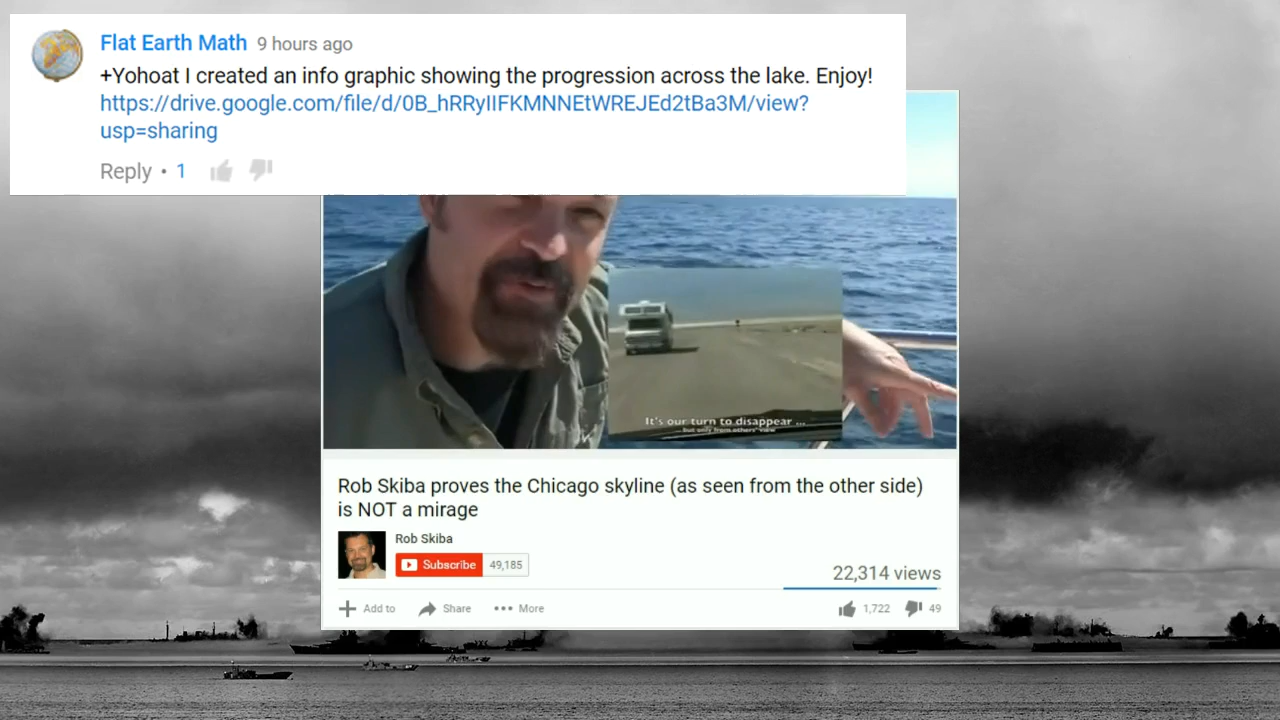 Flat Earth Math 9 hours ago
+Yohoat I created an info graphic showing the progression across the lake. Enjoy!
https://drive.google.com/file/d/0B_hRRyIIFKMNNEtWREJEd2tBa3M/view?
usp=sharing
Reply • 1
It's our turn to disappear ...
... but only from others' view
Rob Skiba proves the Chicago skyline (as seen from the other side)
is NOT a mirage
Rob Skiba
Subscribe 49,185
22,314 views
Add to Share More 1,722 49